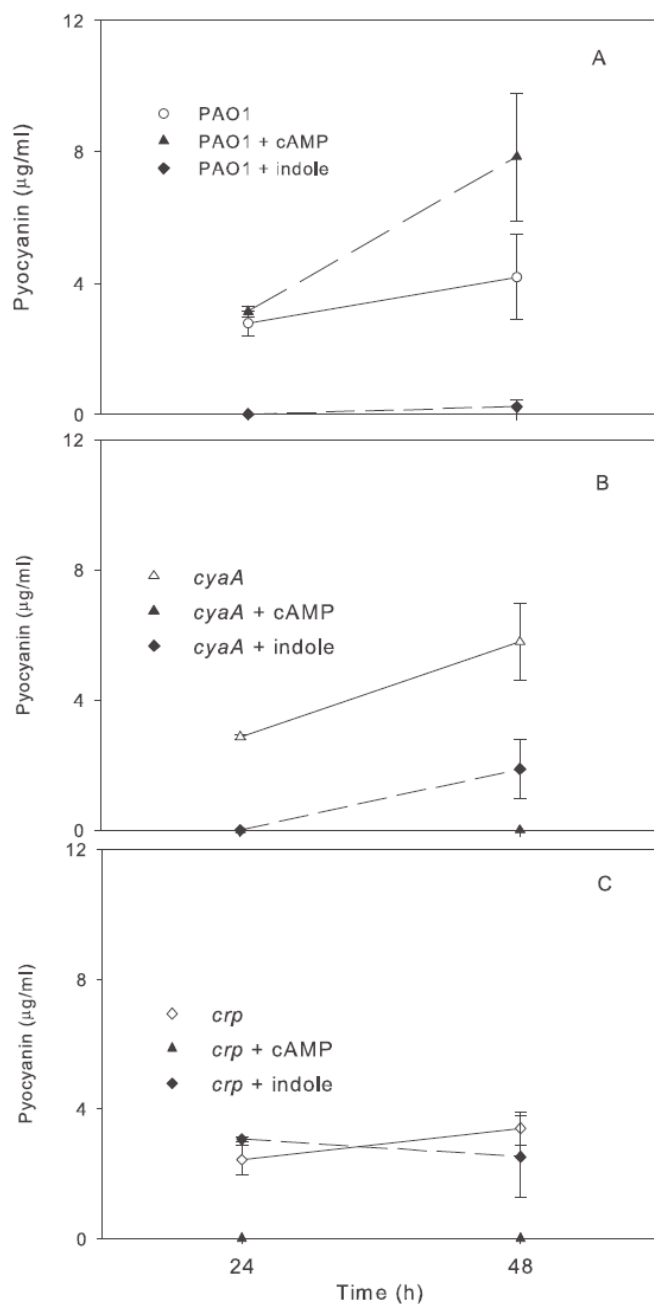 12
A
PAO1
PAO1 + cAMP
PAO1 + indole
8
4
0
Pyocyanin (μg/ml)
12
B
cyaA
cyaA + cAMP
cyaA + indole
8
4
0
Pyocyanin (μg/ml)
12
C
crp
crp + cAMP
crp + indole
8
4
0
Pyocyanin (μg/ml)
24 48
Time (h)